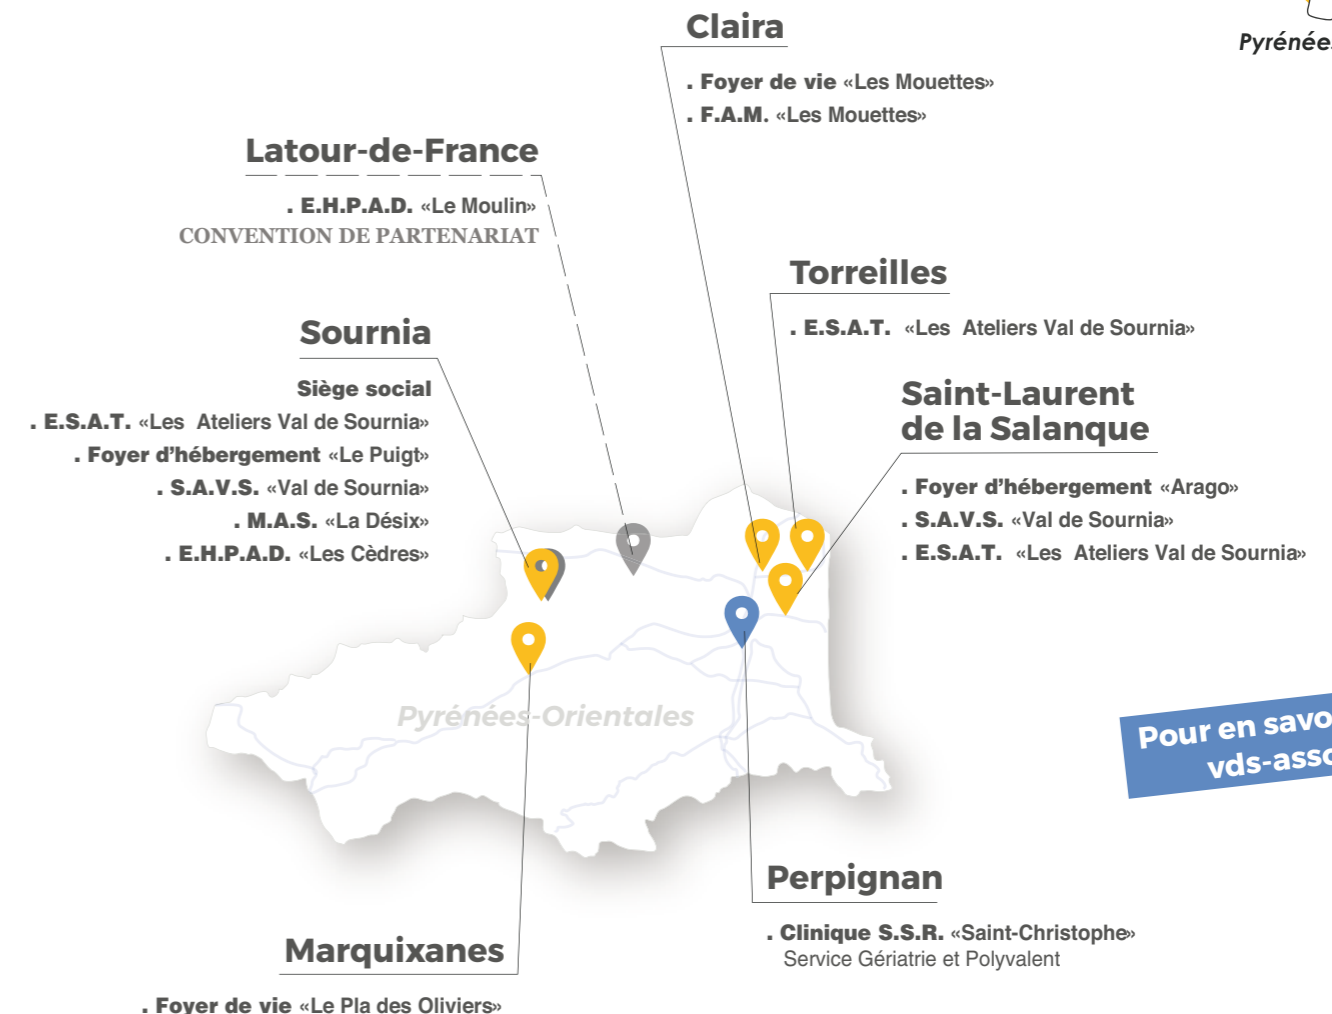 Claira
. Foyer de vie «Les Mouettes»
. F.A.M. «Les Mouettes»
Latour-de-France
. E.H.P.A.D. «Le Moulin»
CONVENTION DE PARTENARIAT
Torreilles
. E.S.A.T. «Les Ateliers Val de Sournia»
Sournia
Siège social
. E.S.A.T. «Les Ateliers Val de Sournia»
. Foyer d'hébergement «Le Puigt»
. S.A.V.S. «Val de Sournia»
. M.A.S. «La Désix»
. E.H.P.A.D. «Les Cèdres»
Saint-Laurent
de la Salanque
. Foyer d'hébergement «Arago»
. S.A.V.S. «Val de Sournia»
. E.S.A.T. «Les Ateliers Val de Sournia»
Pyrénées-Orientales
Pour en
Perpignan
. Clinique S.S.R. «Saint-Christophe»
Service Gériatrie et Polyvalent
Marquixanes
. Foyer de vie «Le Pla des Oliviers»